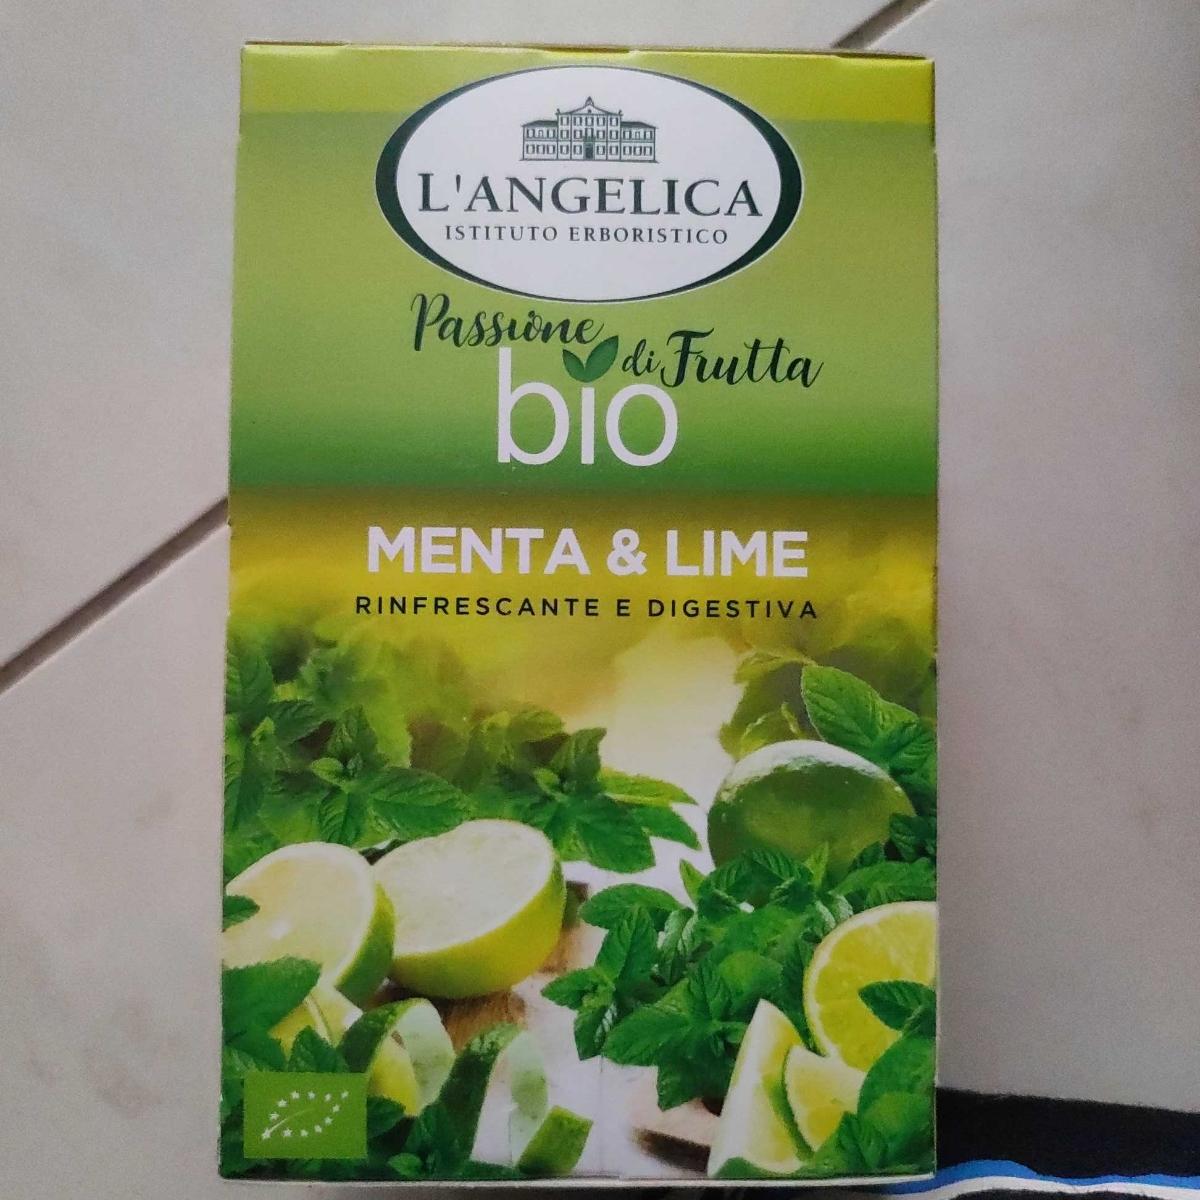 L'ANGELICA
ISTITUTO ERBORISTICO
Passione
di Frutta
bio
MENTA & LIME
RINFRESCANTE E DIGESTIVA